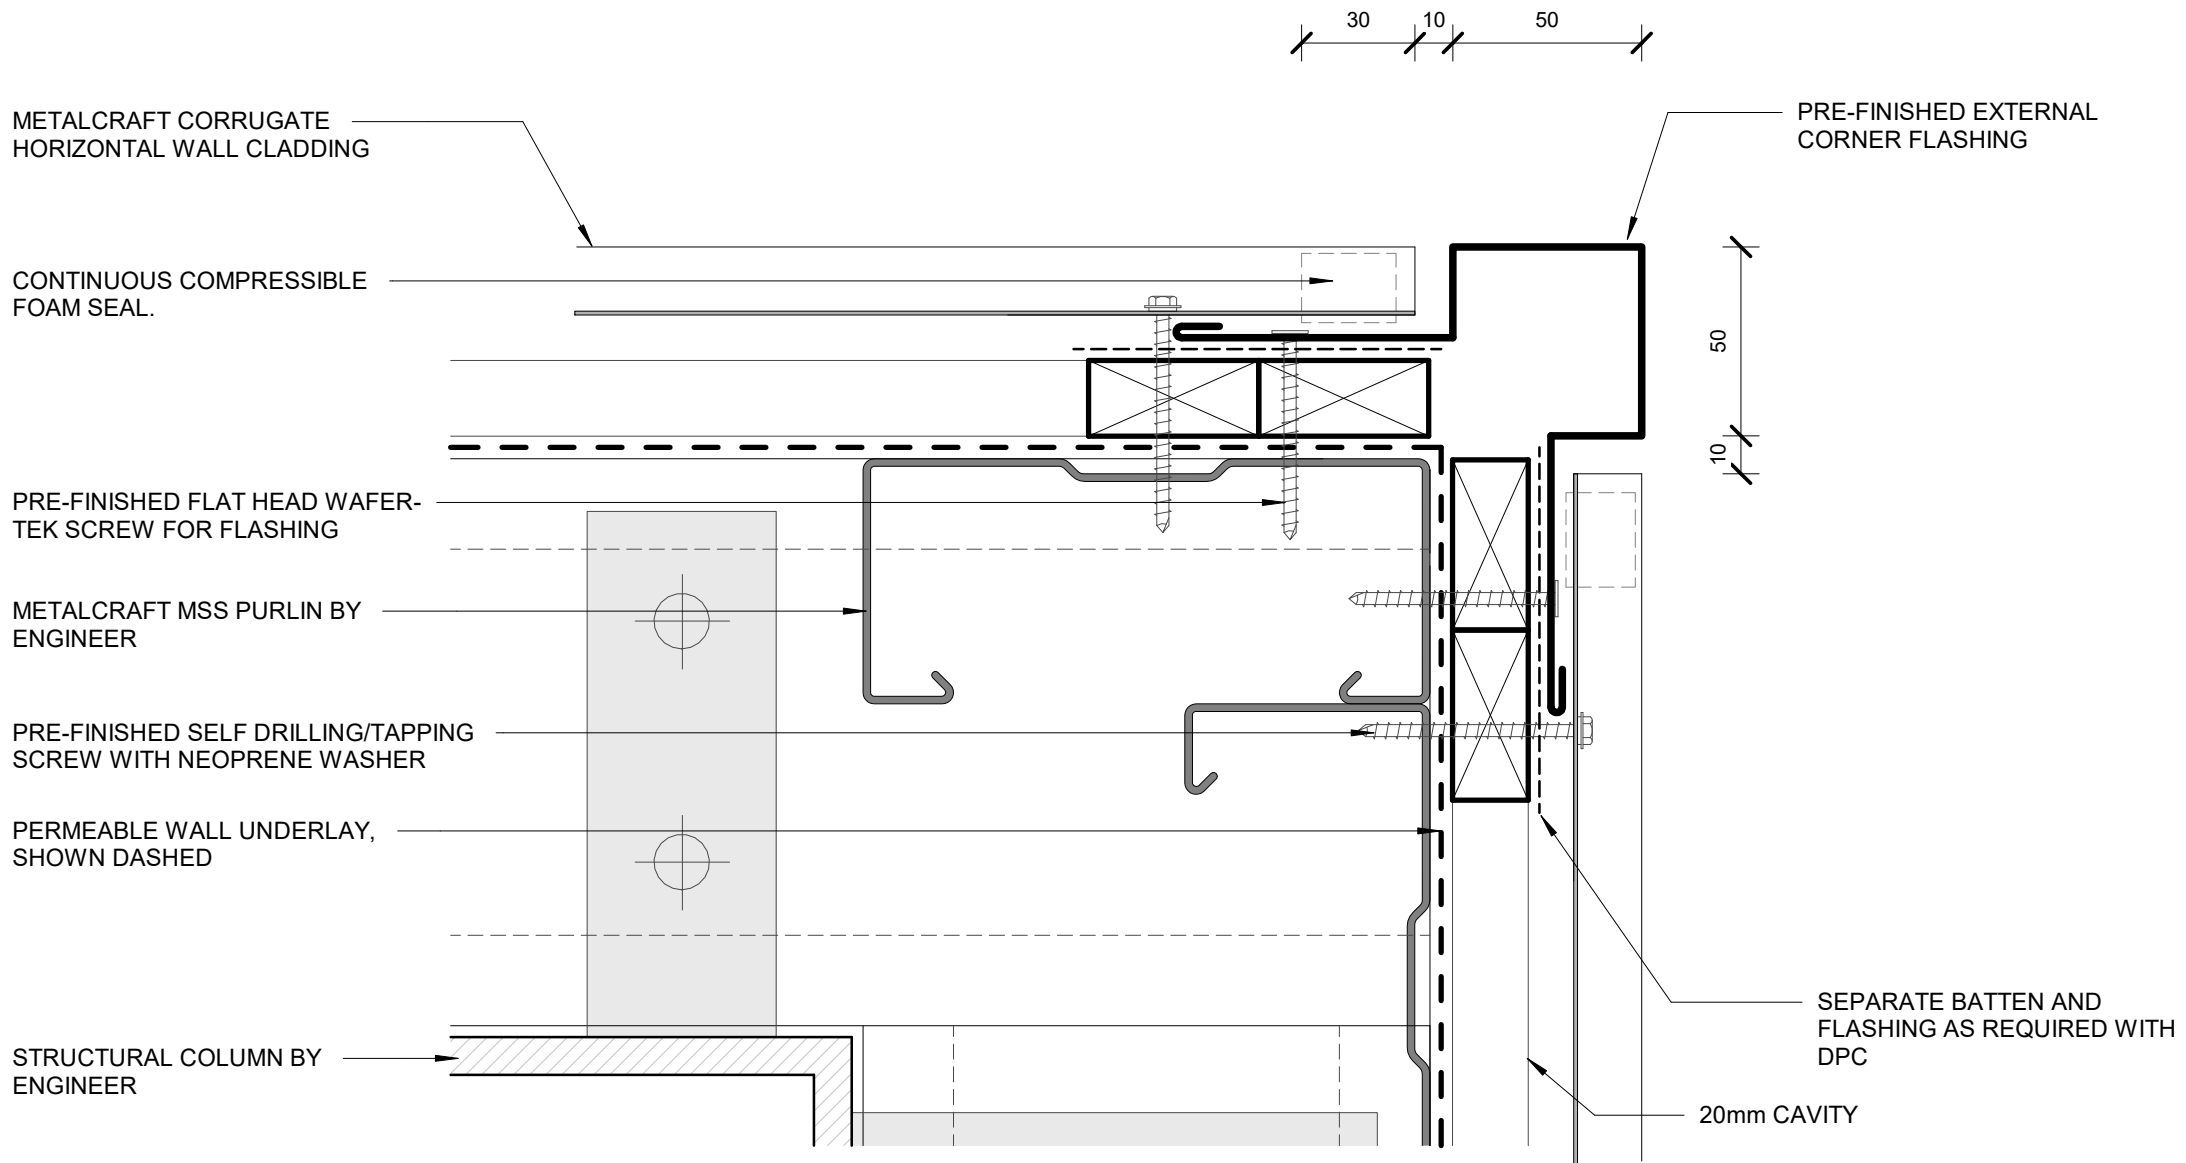 30
10
50
METALCRAFT CORRUGATE
HORIZONTAL WALL CLADDING
PRE-FINISHED EXTERNAL
CORNER FLASHING
CONTINUOUS COMPRESSIBLE
FOAM SEAL.
50
10
PRE-FINISHED FLAT HEAD WAFER-
TEK SCREW FOR FLASHING
METALCRAFT MSS PURLIN BY
ENGINEER
PRE-FINISHED SELF DRILLING/TAPPING
SCREW WITH NEOPRENE WASHER
PERMEABLE WALL UNDERLAY,
SHOWN DASHED
STRUCTURAL COLUMN BY
ENGINEER
SEPARATE BATTEN AND
FLASHING AS REQUIRED WITH
DPC
20mm CAVITY